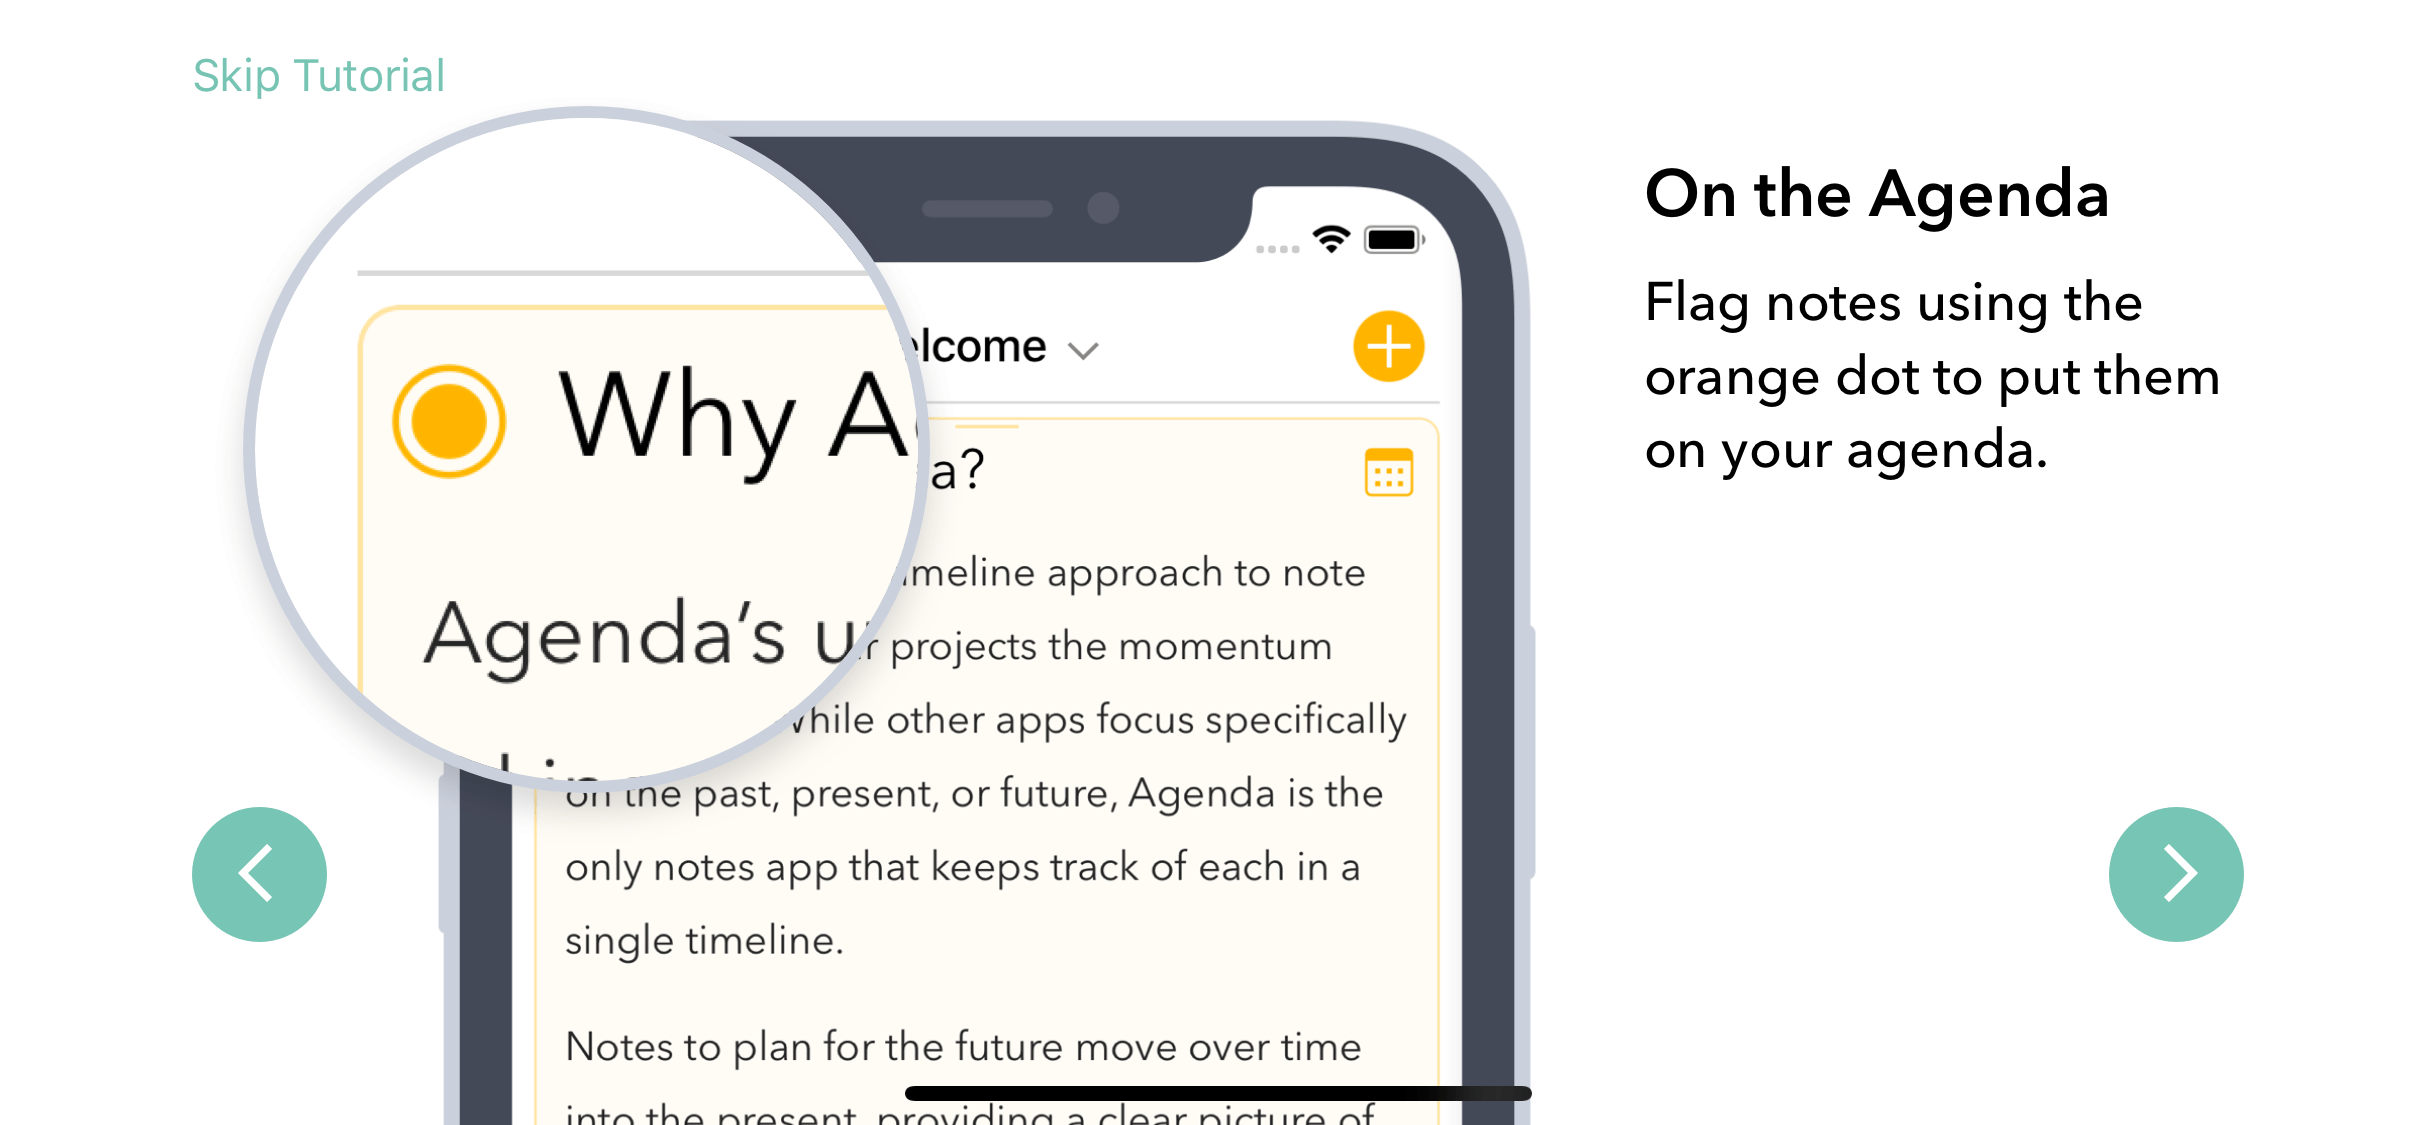 Skip Tutorial
On the Agenda
Flag notes using the
orange dot to put them
on your agenda.
elcome
Why A
a?
Agenda’s u
imeline approach to note
r projects the momentum
While other apps focus specifically
on the past, present, or future, Agenda is the
only notes app that keeps track of each in a
single timeline.
Notes to plan for the future move over time
into the present, providing a clear picture of